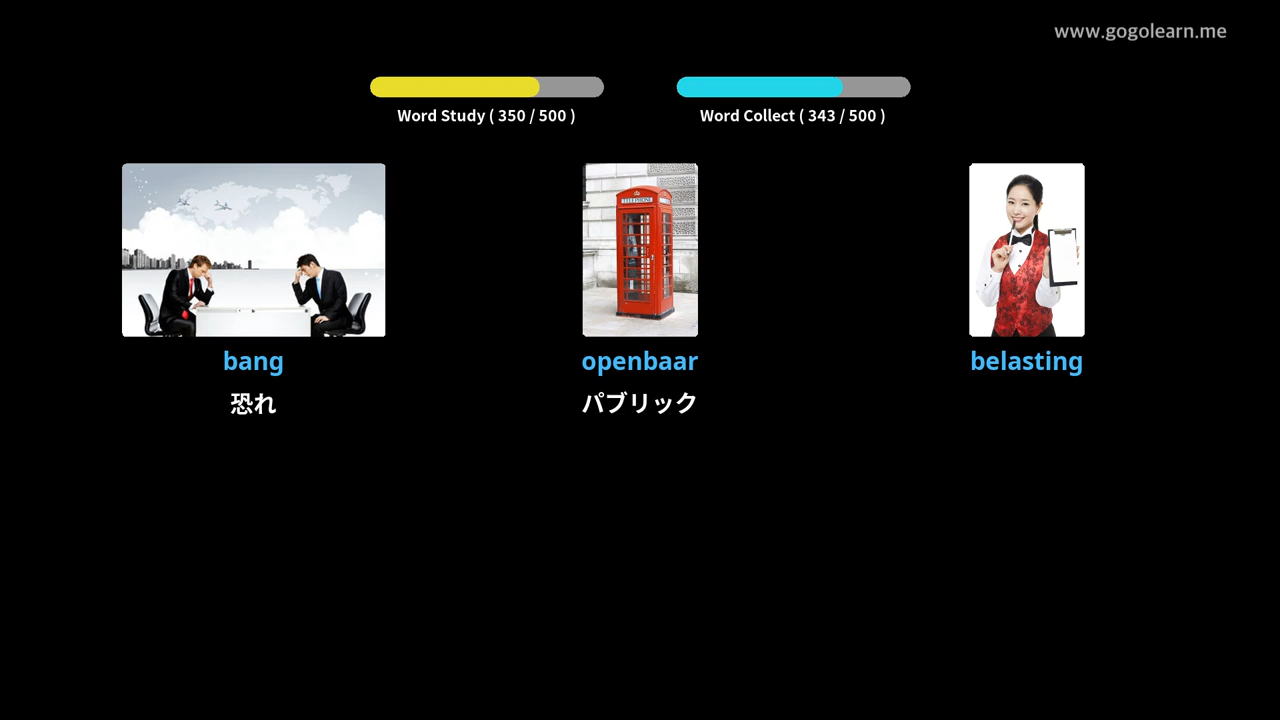 www.gogolearn.me
Word Study ( 350 / 500 )
Word Collect ( 343 / 500 )
TELEPHONE
bang
openbaar
belasting
恐れ
パブリック